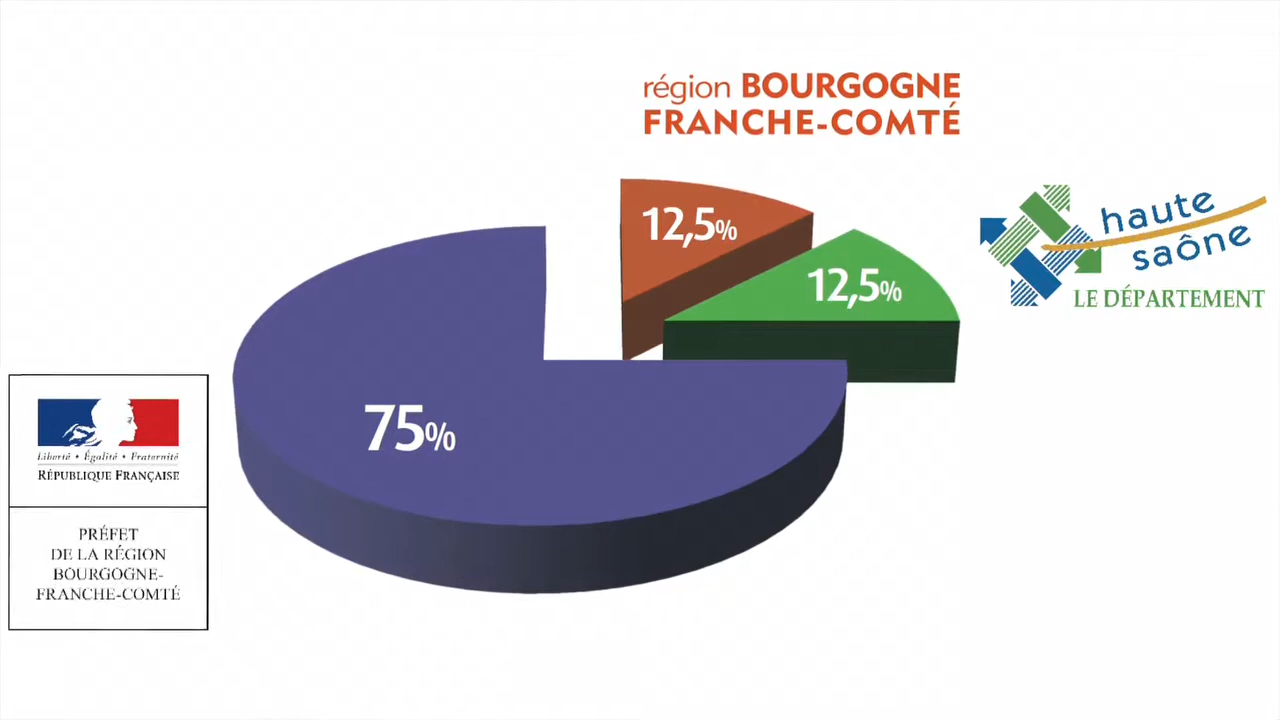 région BOURGOGNE
FRANCHE-COMTÉ
12,5%
haute
saône
LE DÉPARTEMENT
12,5%
75%
Liberté • Égalité • Fraternité
RÉPUBLIQUE FRANÇAISE
PRÉFET
DE LA RÉGION
BOURGOGNE-
FRANCHE-COMTÉ